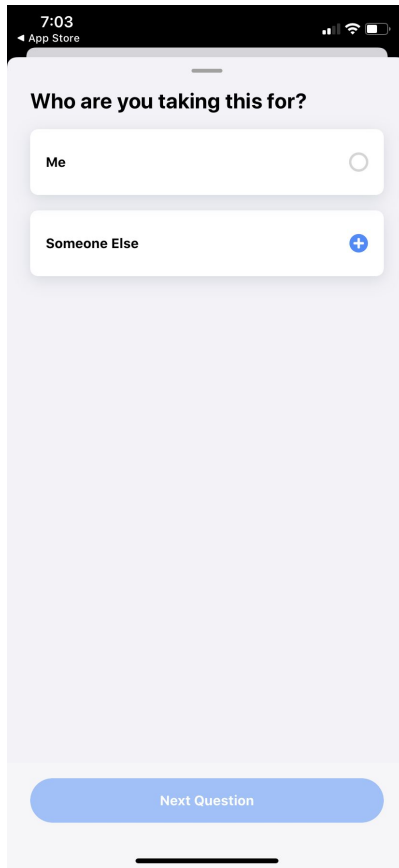 7:03
◀ App Store
Who are you taking this for?
Me
Someone Else
Next Question